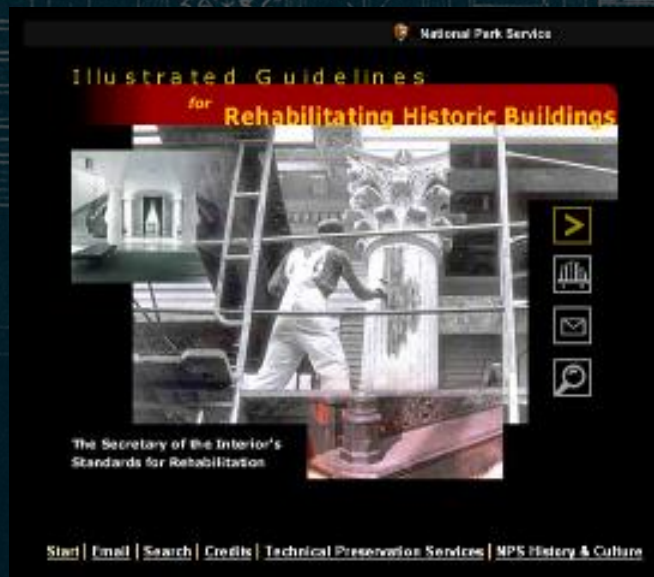 National Park Service
Illustrated Guidelines
for Rehabilitating Historic Buildings
The Secretary of the Interior's
Standards for Rehabilitation
Start | Email | Search | Credits | Technical Preservation Services | NPS History & Culture